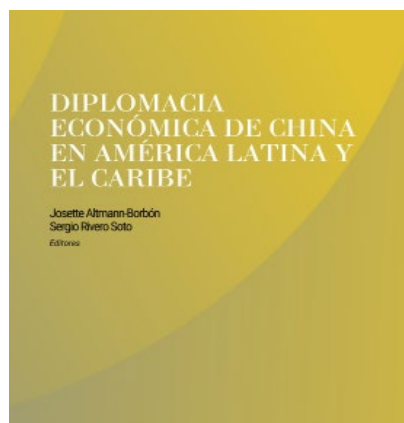 DIPLOMACIA
ECONÓMICA DE CHINA
EN AMÉRICA LATINA Y
EL CARIBE
Josette Altmann-Borbón
Sergio Rivero Soto
Editores